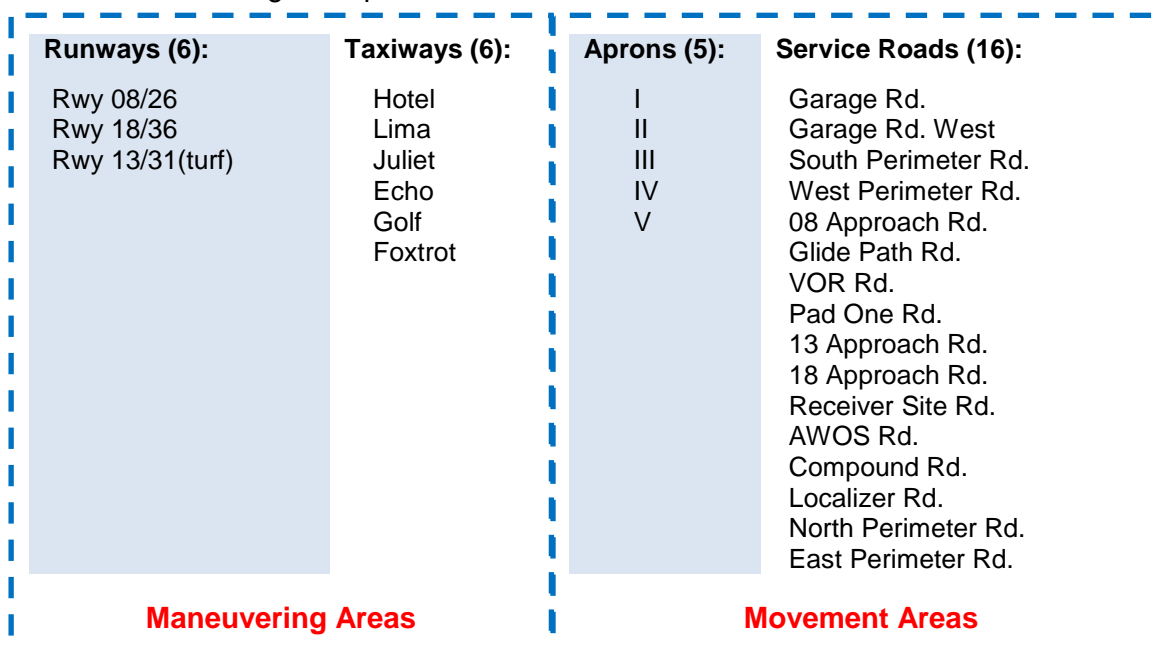 Runways (6):
Rwy 08/26
Rwy 18/36
Rwy 13/31(turf)
Taxiways (6):
Hotel
Lima
Juliet
Echo
Golf
Foxtrot
Maneuvering Areas
Aprons (5):
I
II
III
IV
V
Service Roads (16):
Garage Rd.
Garage Rd. West
South Perimeter Rd.
West Perimeter Rd.
08 Approach Rd.
Glide Path Rd.
VOR Rd.
Pad One Rd.
13 Approach Rd.
18 Approach Rd.
Receiver Site Rd.
AWOS Rd.
Compound Rd.
Localizer Rd.
North Perimeter Rd.
East Perimeter Rd.
Movement Areas